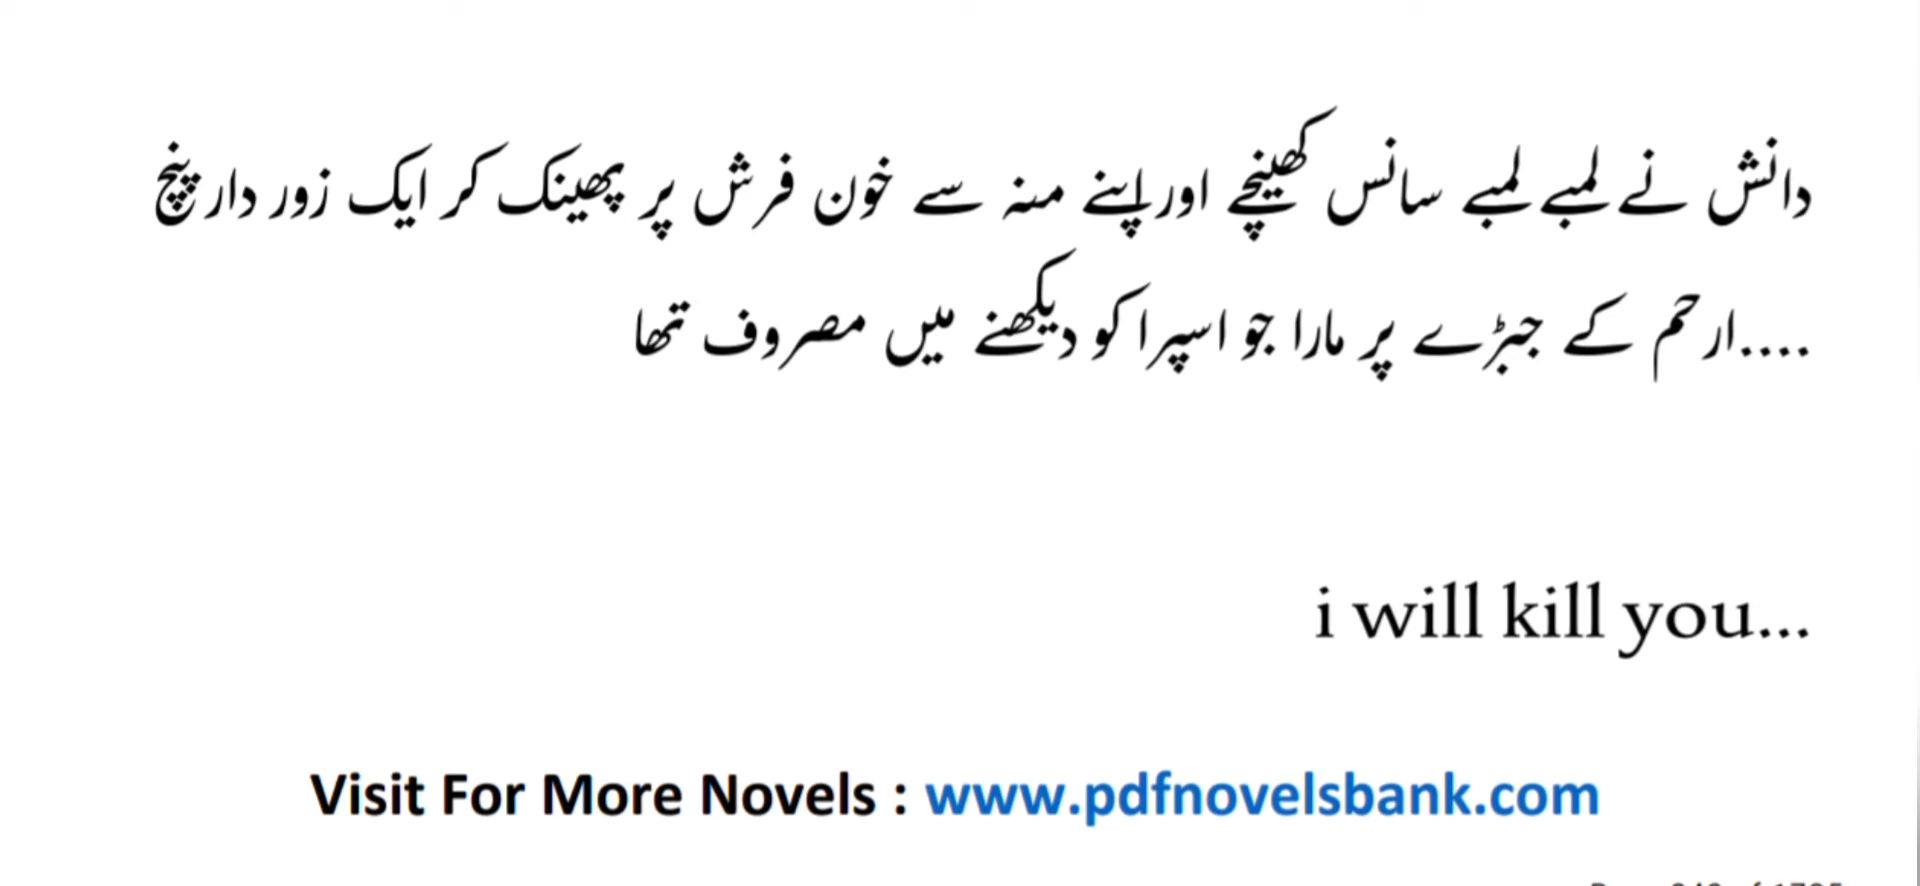 دانش نے لمبے لمبے سانس کھینچے اور اپنے منہ سے خون فرش پر پھینک کر ایک زور دار پنچ
....ارحم کے جبڑے پر مارا جو اسپرا کو دیکھنے میں مصروف تھا
i will kill you...
Visit For More Novels : www.pdfnovelsbank.com